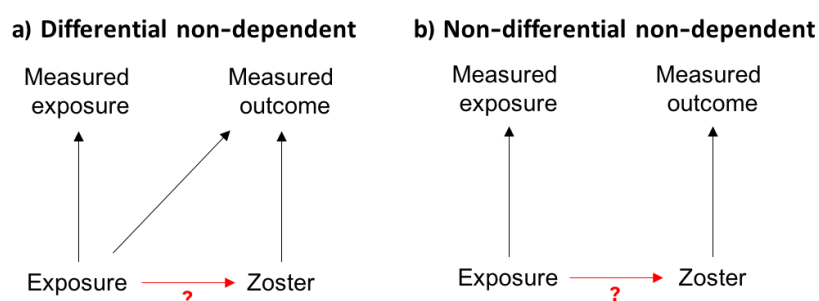 a) Differential non-dependent
Measured
exposure
Measured
outcome
Exposure
?
Zoster
b) Non-differential non-dependent
Measured
exposure
Measured
outcome
Exposure
?
Zoster